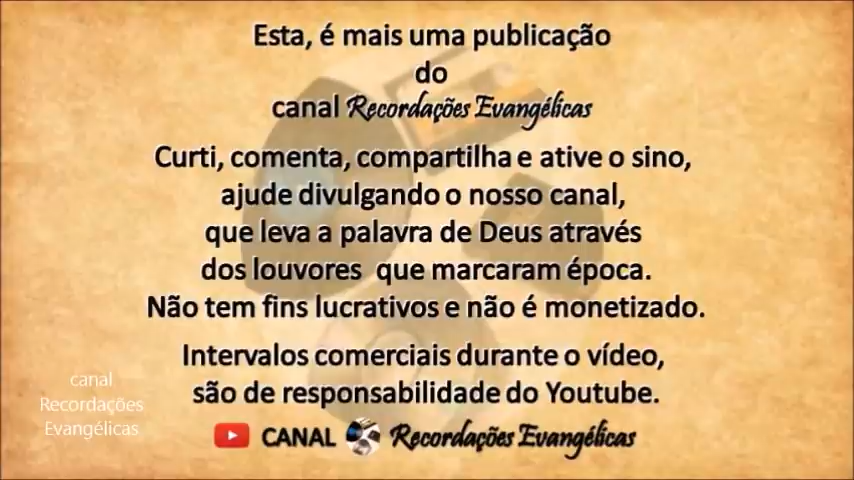 Esta, é mais uma publicação
do
canal Recordações Evangélicas
Curti, comenta, compartilha e ative o sino,
ajude divulgando o nosso canal,
que leva a palavra de Deus através
dos louvores que marcaram época.
Não tem fins lucrativos e não é monetizado.
Intervalos comerciais durante o vídeo,
são de responsabilidade do Youtube.
CANAL Recordações Evangélicas
canal
Recordações
Evangélicas